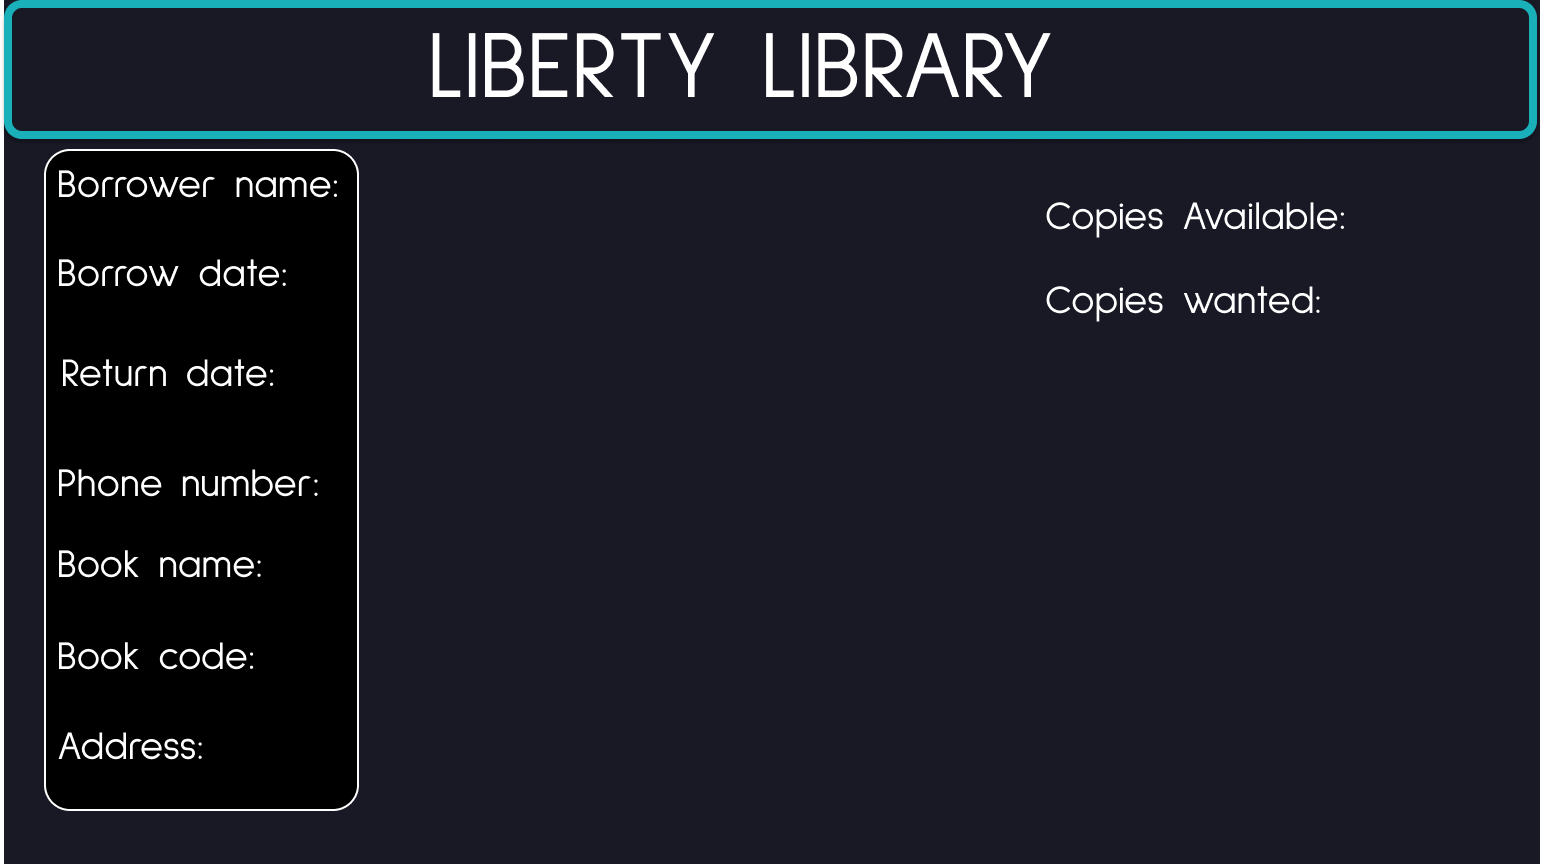 LIBERTY LIBRARY
Borrower name:
Borrow date:
Return date:
Phone number:
Book name:
Book code:
Address:
Copies Available:
Copies wanted: